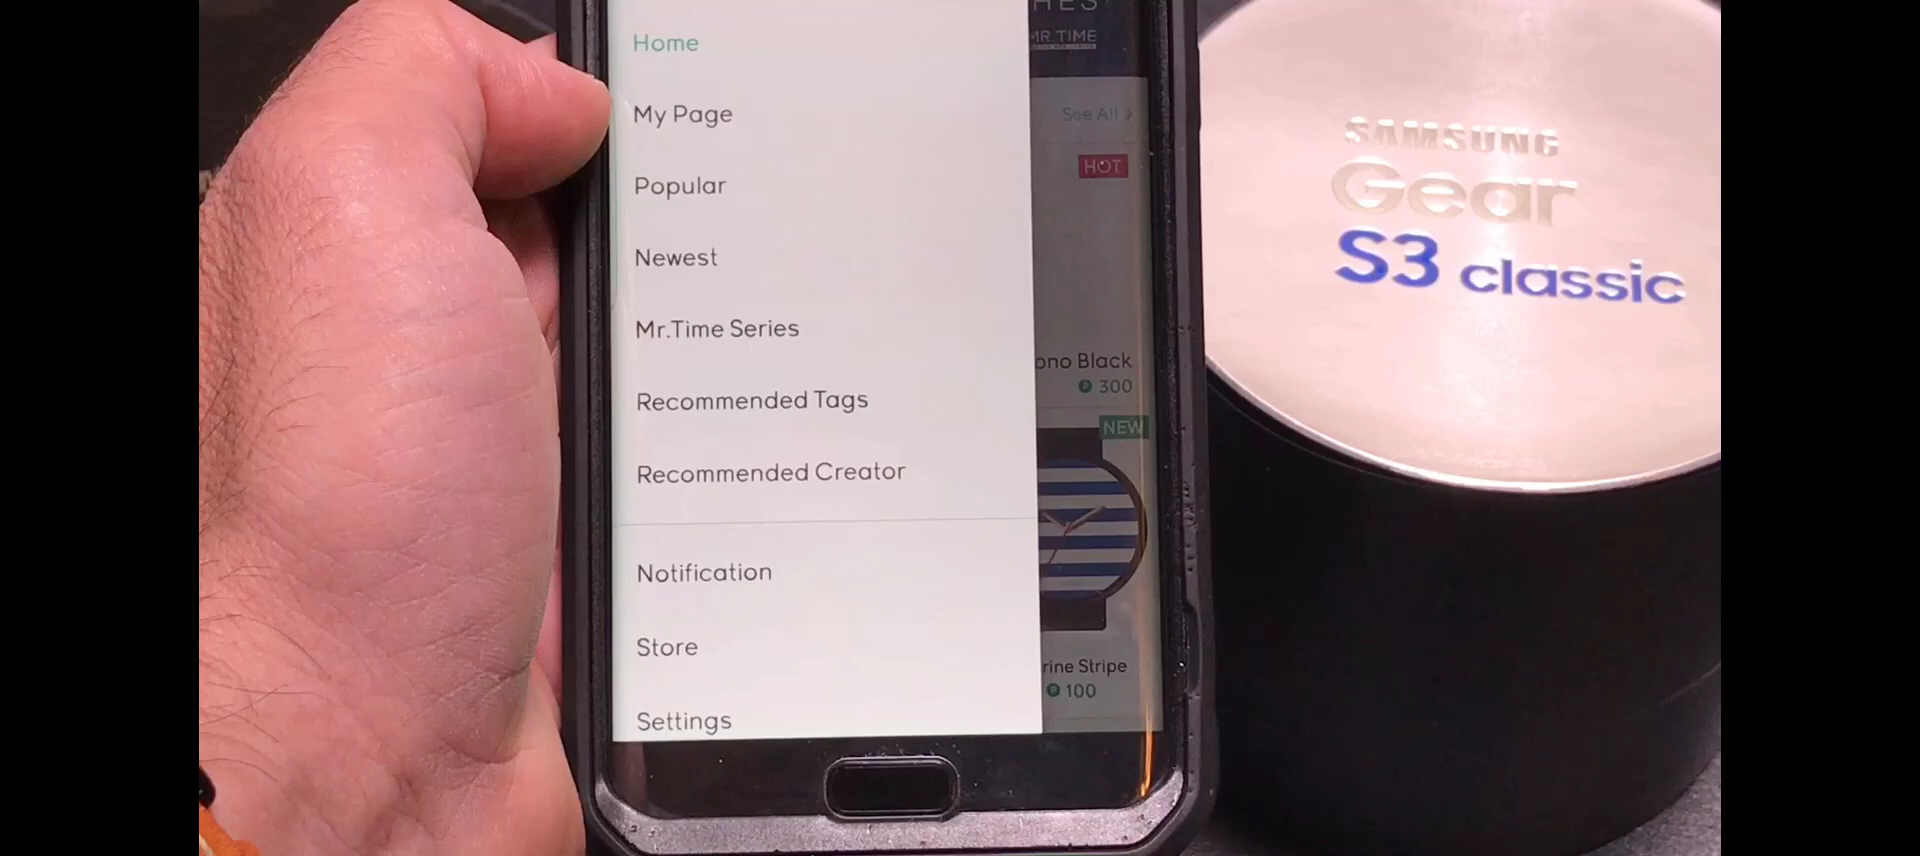 Home
My Page
Popular
Newest
Mr.Time Series
Recommended Tags
Recommended Creator
Notification
Store
Settings
HES
MR TIME
See All >
HOT
ono Black
P 300
NEW
rine Stripe
P 100
SAMSUNG
Gear
S3 classic